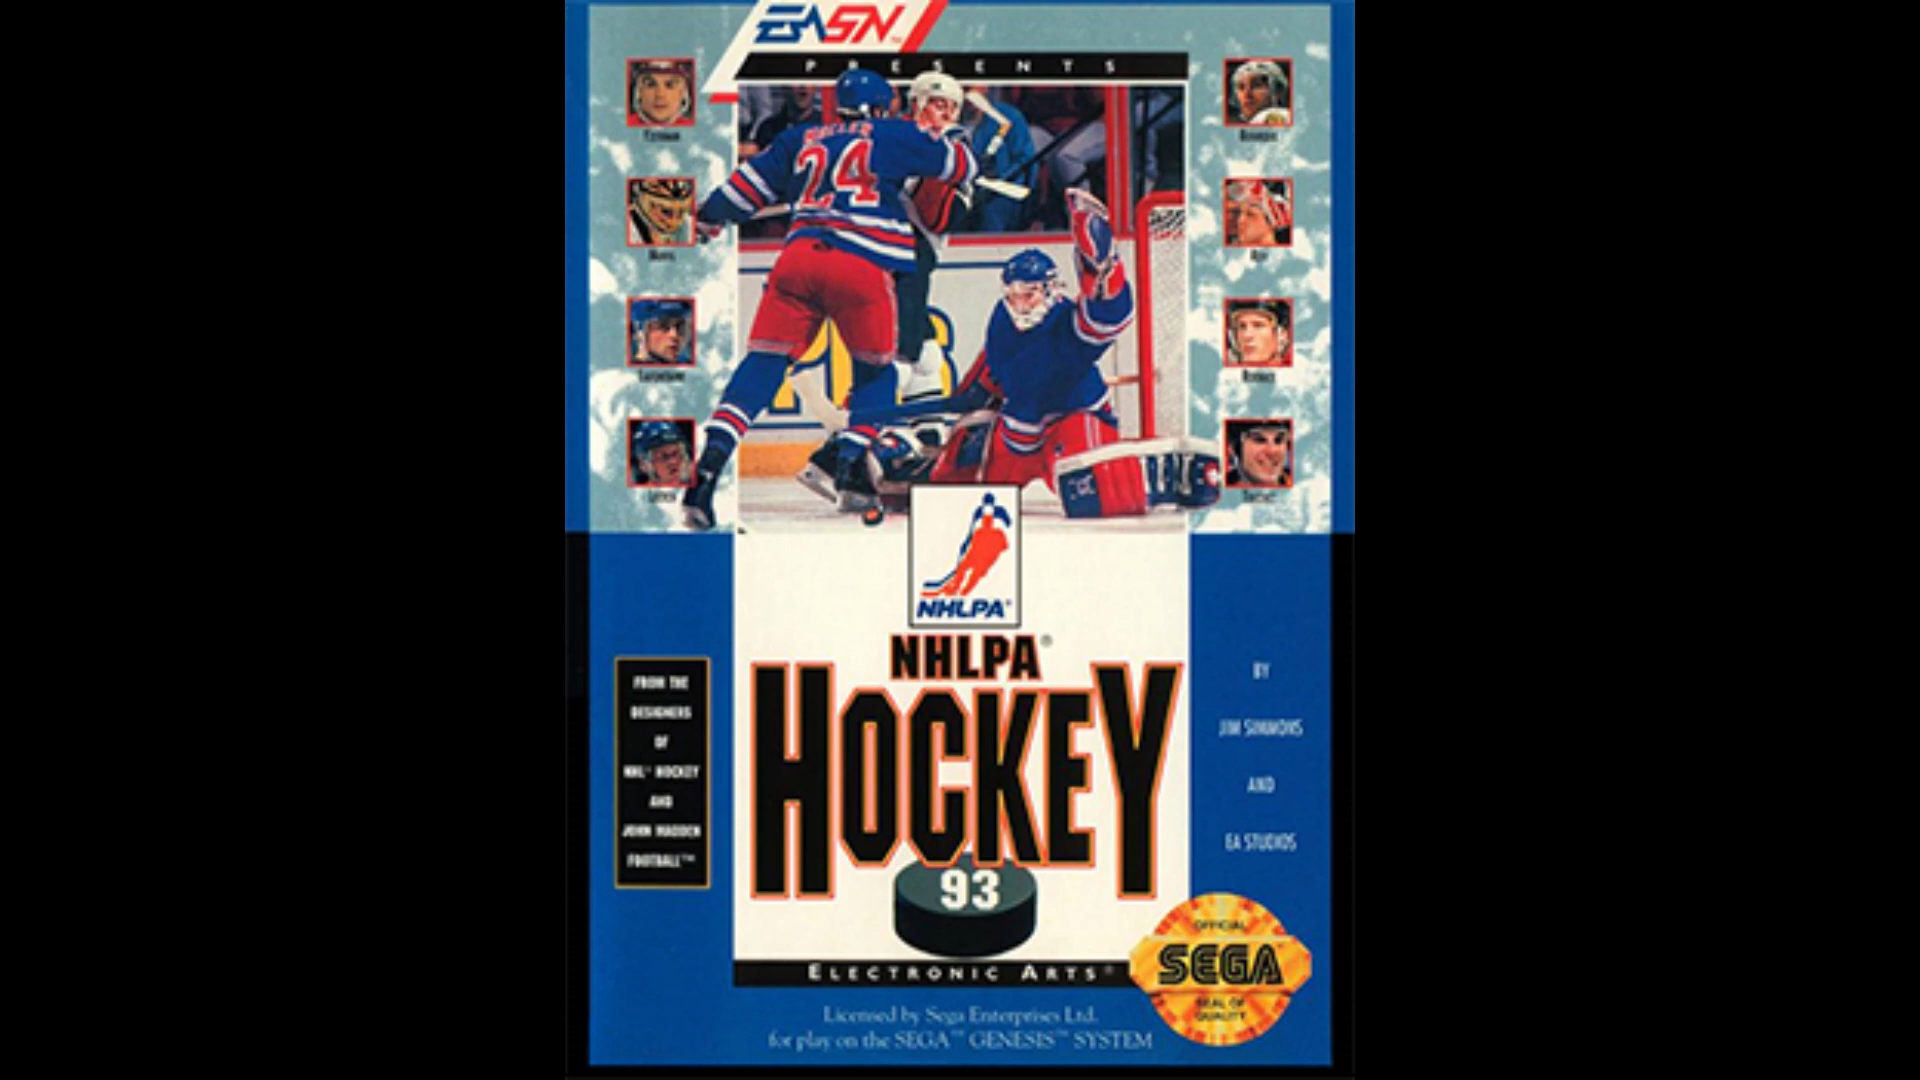 EASN™
PRESENTS
24
NHLPA®
NHLPA®
HOCKEY
93
FROM THE
DESIGNERS
OF
NHL® HOCKEY
AND
JOHN MADDEN
FOOTBALL™
BY
JIM SIMMONS
AND
EA STUDIOS
ELECTRONIC ARTS®
OFFICIAL
SEGA
SEAL OF
QUALITY
Licensed by Sega Enterprises Ltd.
for play on the SEGA™ GENESIS™ SYSTEM